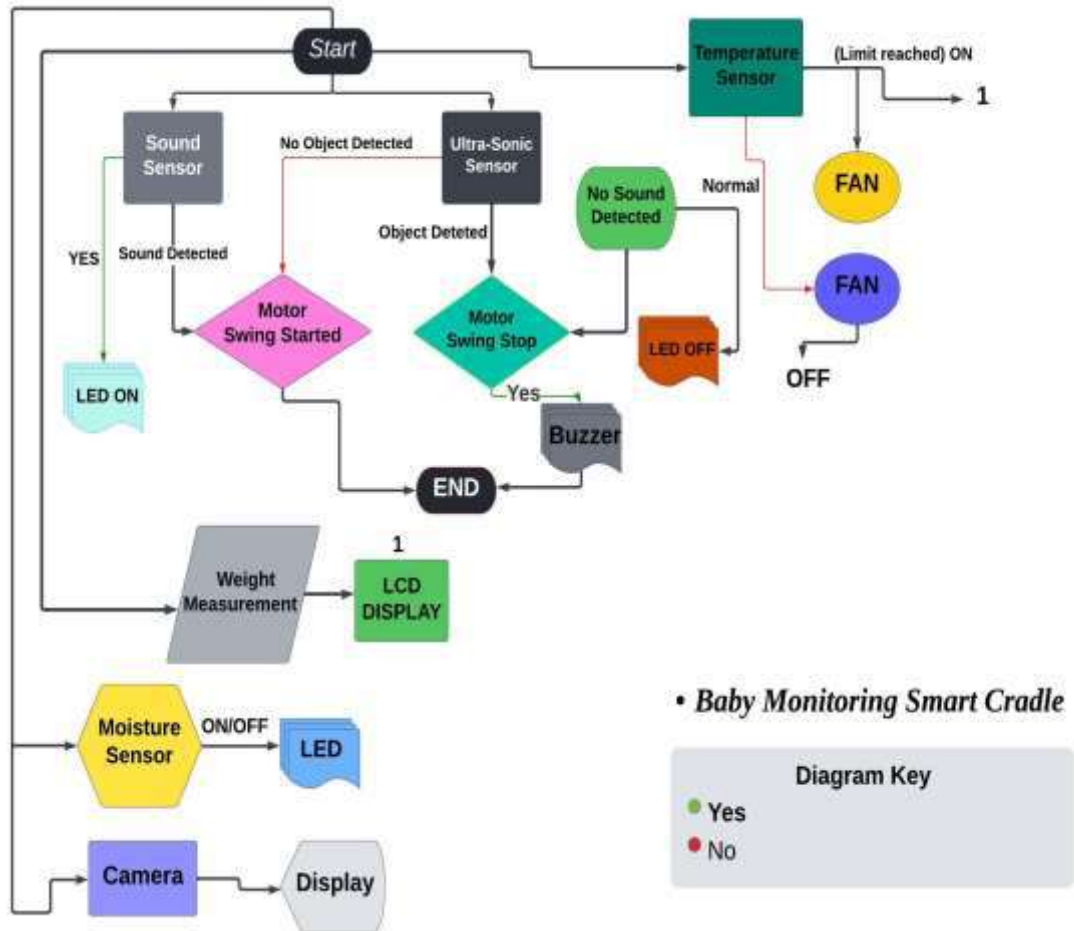 Start
Temperature
Sensor
(Limit reached) ON
1
Sound
Sensor
No Object Detected
Ultra-Sonic
Sensor
No Sound
Detected
Normal
FAN
YES
Sound Detected
Object Deteted
FAN
Motor
Swing Started
Motor
Swing Stop
LED OFF
OFF
LED ON
Yes
Buzzer
END
1
Weight
Measurement
LCD
DISPLAY
Moisture
Sensor
ON/OFF
LED
• Baby Monitoring Smart Cradle
Diagram Key
Yes
No
Camera
Display